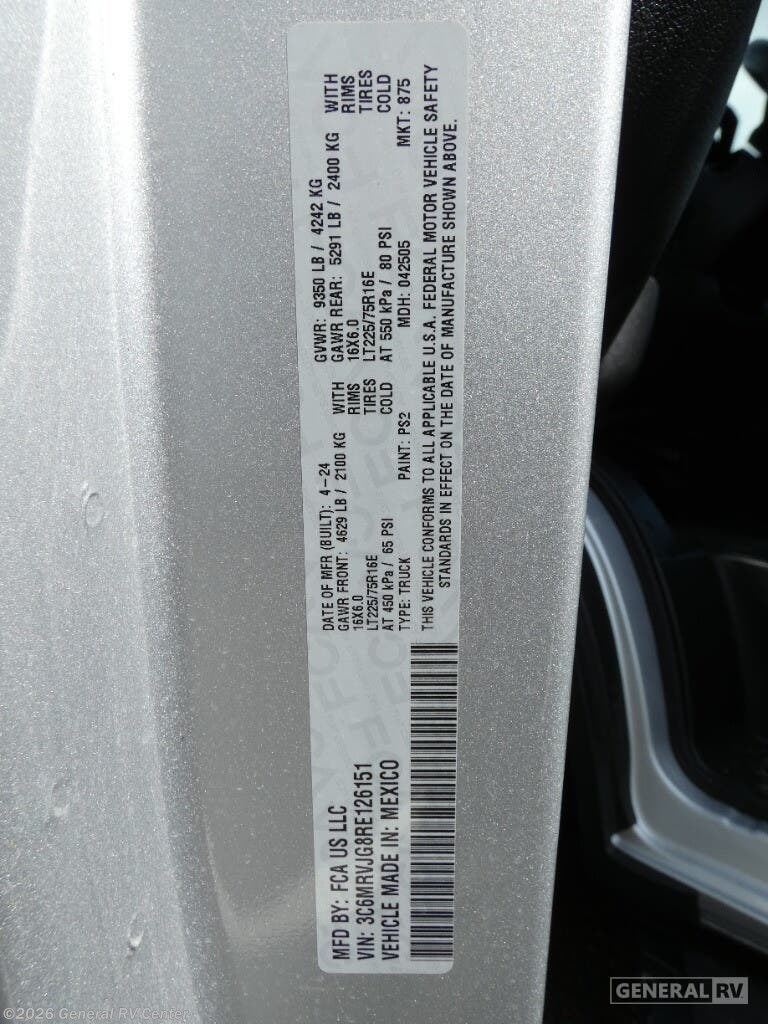 MFD BY: FCA US LLC
VIN: 3C6MRVJG8RE126151
VEHICLE MADE IN: MEXICO
DATE OF MFR (BUILT): 4-24 GVWR: 9350 LB / 4242 KG
GAWR FRONT: 4629 LB / 2100 KG WITH GAWR REAR: 5291 LB / 2400 KG WITH
16X6.0 RIMS 16X6.0 RIMS
LT225/75R16E TIRES LT225/75R16E TIRES
AT 450 kPa / 65 PSI COLD AT 550 kPa / 80 PSI COLD
TYPE: TRUCK PAINT: PS2 MDH: 042505 MKT: 875
THIS VEHICLE CONFORMS TO ALL APPLICABLE U.S.A. FEDERAL MOTOR VEHICLE SAFETY
STANDARDS IN EFFECT ON THE DATE OF MANUFACTURE SHOWN ABOVE.
GENERAL RV
©2026 General RV Center